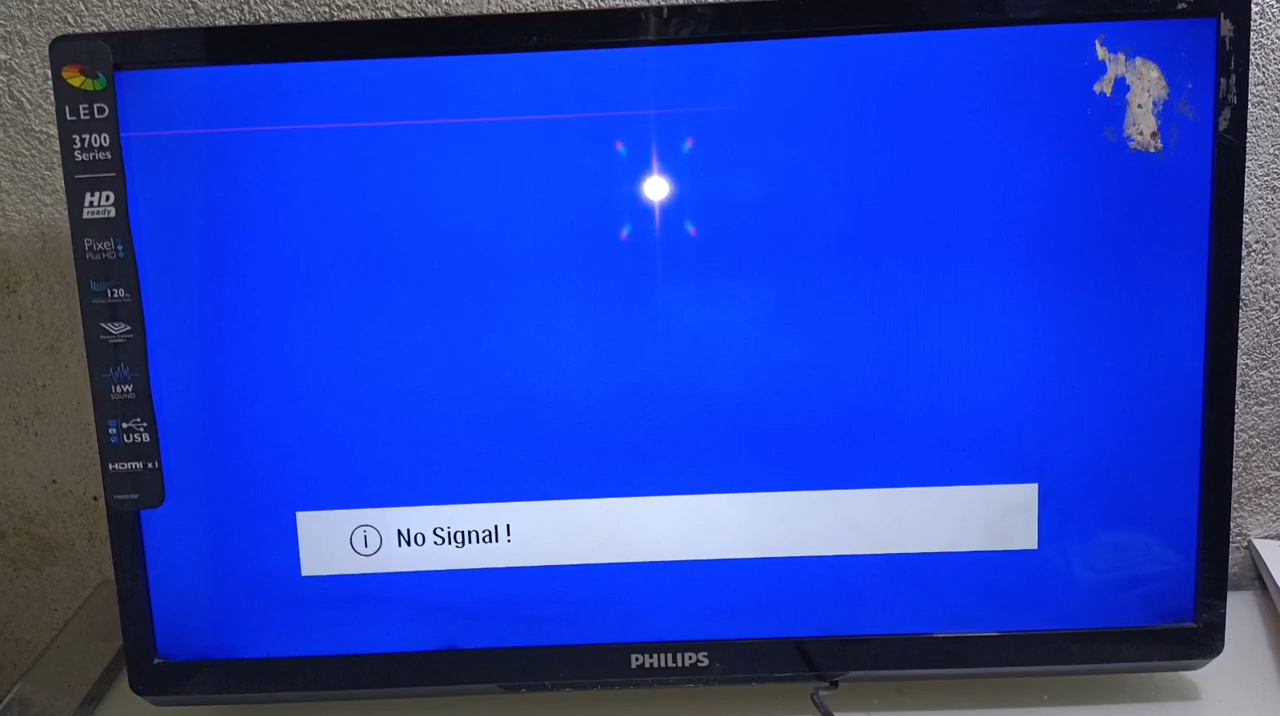 LED
3700
Series
HD
ready
Pixel
Plus HD
120
16W
SOUND
USB
HDMI x1
No Signal !
PHILIPS